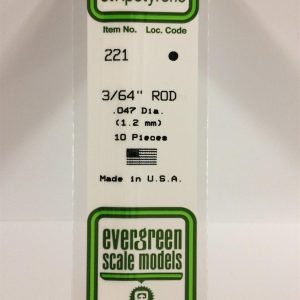 styrene
Item No. Loc. Code
221
3/64" ROD
.047 Dia.
(1.2 mm)
10 Pieces
Made in U.S.A.
evergreen
scale models